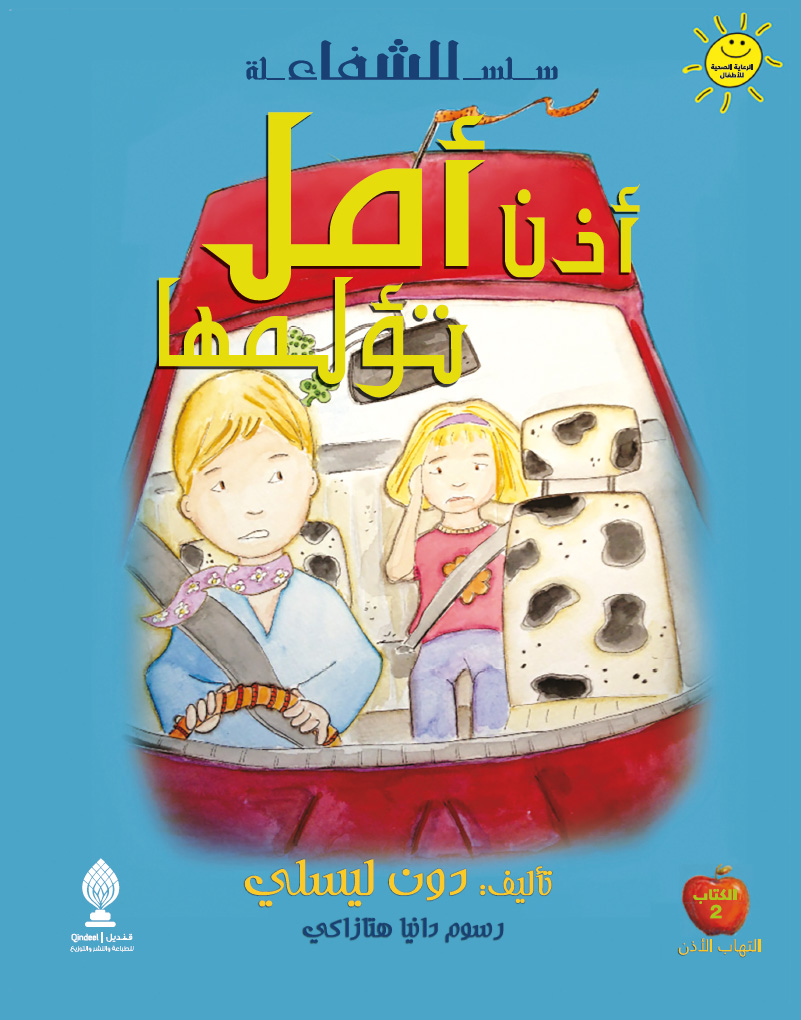 سلسلة الشفاء
الرعاية الصحية
للأطفال
أذن أمل
تؤلمها
تأليف: دون ليسلي
رسوم دانيا هتازاكي
Qindeel | قنديل
للطباعة والنشر والتوزيع
الكتاب
2
التهاب الأذن